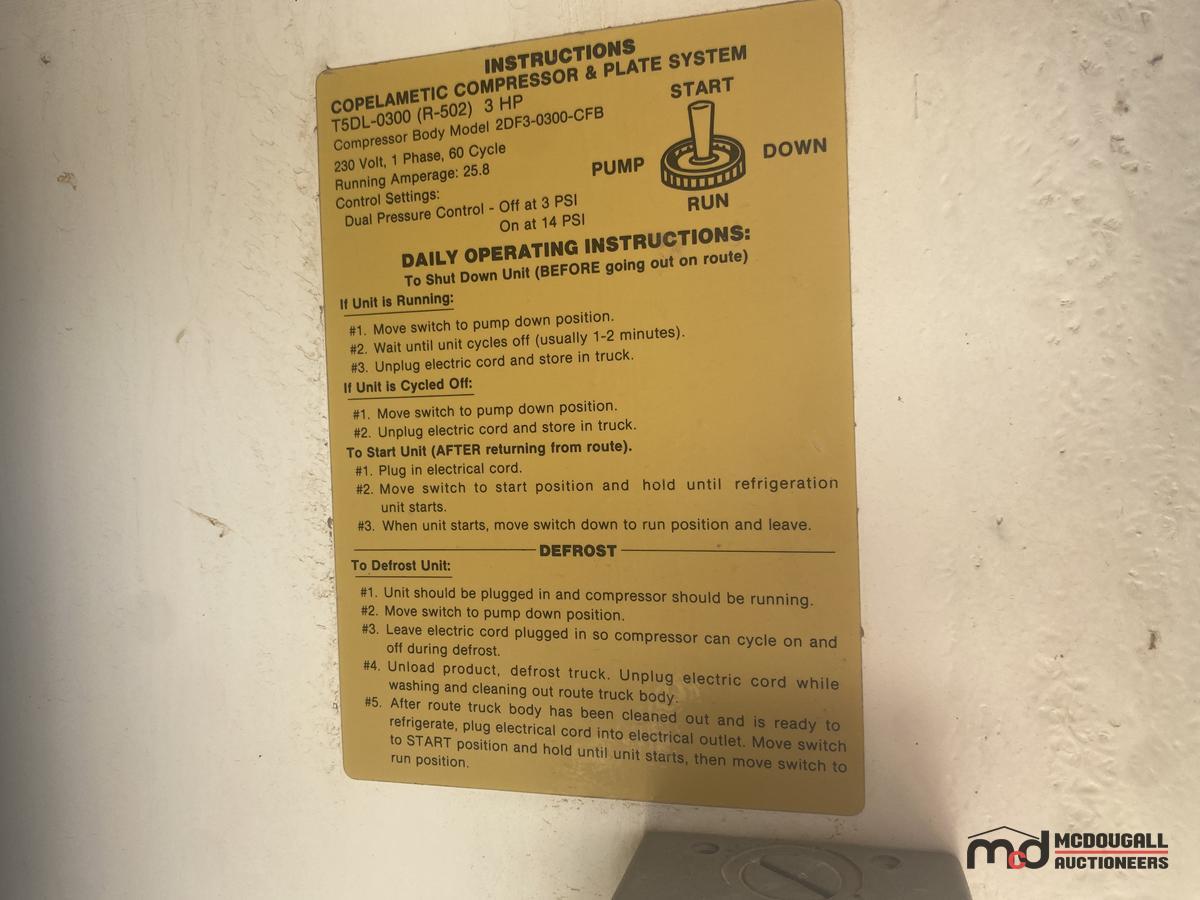 INSTRUCTIONS
COPELAMETIC COMPRESSOR & PLATE SYSTEM
T5DL-0300 (R-502) 3 HP
Compressor Body Model 2DF3-0300-CFB
230 Volt, 1 Phase, 60 Cycle
Running Amperage: 25.8
Control Settings:
Dual Pressure Control - Off at 3 PSI
On at 14 PSI
START
PUMP DOWN
RUN
DAILY OPERATING INSTRUCTIONS:
To Shut Down Unit (BEFORE going out on route)
If Unit is Running:
#1. Move switch to pump down position.
#2. Wait until unit cycles off (usually 1-2 minutes).
#3. Unplug electric cord and store in truck.
If Unit is Cycled Off:
#1. Move switch to pump down position.
#2. Unplug electric cord and store in truck.
To Start Unit (AFTER returning from route).
#1. Plug in electrical cord.
#2. Move switch to start position and hold until refrigeration
unit starts.
#3. When unit starts, move switch down to run position and leave.
DEFROST
To Defrost Unit:
#1. Unit should be plugged in and compressor should be running.
#2. Move switch to pump down position.
#3. Leave electric cord plugged in so compressor can cycle on and
off during defrost.
#4. Unload product, defrost truck. Unplug electric cord while
washing and cleaning out route truck body.
#5. After route truck body has been cleaned out and is ready to
refrigerate, plug electrical cord into electrical outlet. Move switch
to START position and hold until unit starts, then move switch to
run position.
mcd MCDOUGALL
AUCTIONEERS